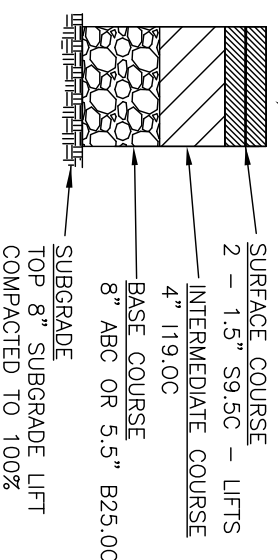 SURFACE COURSE
2 - 1.5" S9.5C - LIFTS
INTERMEDIATE COURSE
4" I19.0C
BASE COURSE
8" ABC OR 5.5" B25.0C
SUBGRADE
TOP 8" SUBGRADE LIFT
COMPACTED TO 100%